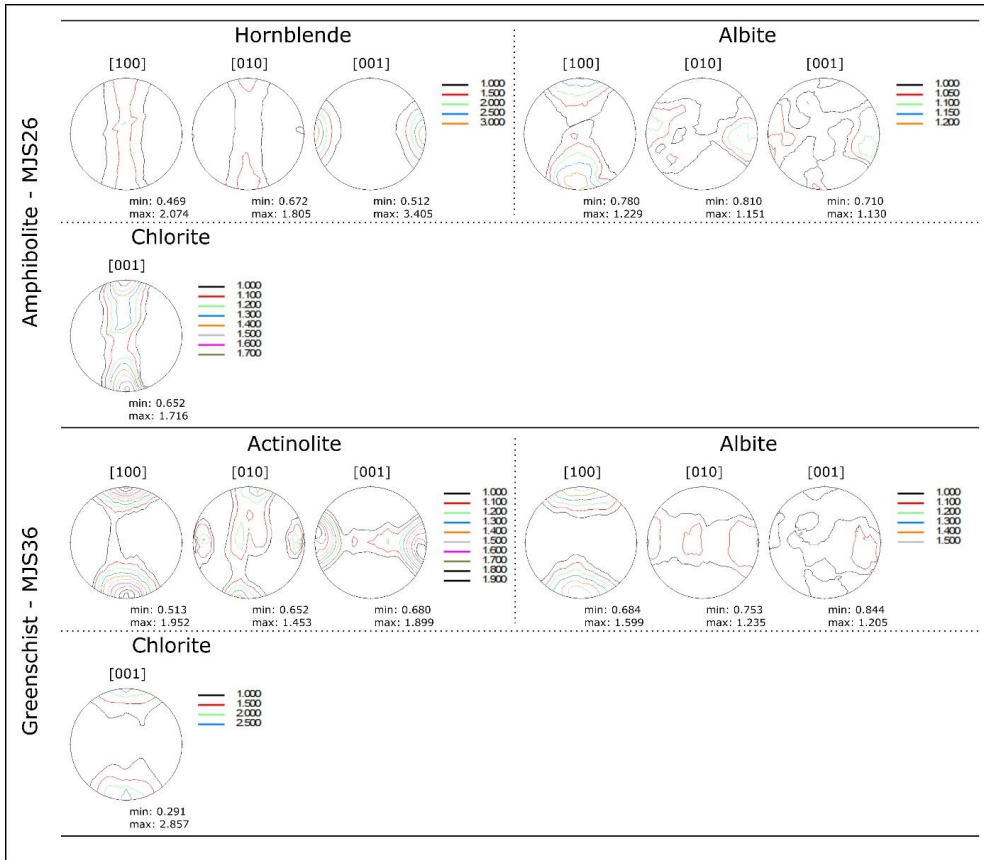 Amphibolite - MJS26
Hornblende
Albite
[100] [010] [001]
1.000
1.500
2.000
2.500
3.000
min: 0.469
max: 2.074
min: 0.672
max: 1.805
min: 0.512
max: 3.405
[100] [010] [001]
1.000
1.050
1.100
1.150
1.200
min: 0.780
max: 1.229
min: 0.810
max: 1.151
min: 0.710
max: 1.130
Chlorite
[001]
1.000
1.100
1.200
1.300
1.400
1.500
1.600
1.700
min: 0.652
max: 1.716
Greenschist - MJS36
Actinolite
Albite
[100] [010] [001]
1.000
1.100
1.200
1.300
1.400
1.500
1.600
1.700
1.800
1.900
min: 0.513
max: 1.952
min: 0.652
max: 1.453
min: 0.680
max: 1.899
[100] [010] [001]
1.000
1.100
1.200
1.300
1.400
1.500
min: 0.684
max: 1.599
min: 0.753
max: 1.235
min: 0.844
max: 1.205
Chlorite
[001]
1.000
1.500
2.000
2.500
min: 0.291
max: 2.857